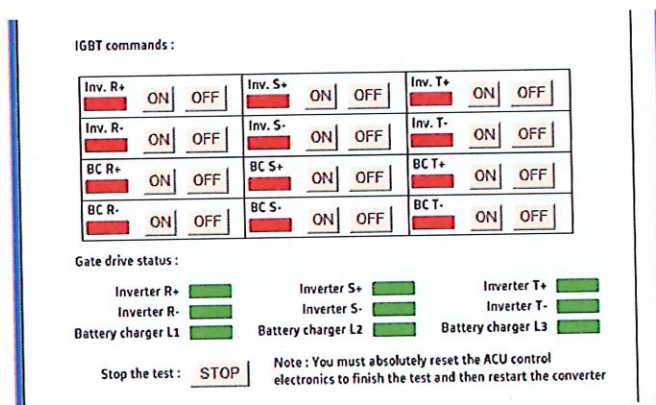 IGBT commands :
Inv. R+ ON OFF Inv. S+ ON OFF Inv. T+ ON OFF
Inv. R- ON OFF Inv. S- ON OFF Inv. T- ON OFF
BC R+ ON OFF BC S+ ON OFF BC T+ ON OFF
BC R- ON OFF BC S- ON OFF BC T- ON OFF
Gate drive status :
Inverter R+ Inverter S+ Inverter T+
Inverter R- Inverter S- Inverter T-
Battery charger L1 Battery charger L2 Battery charger L3
Stop the test : STOP Note : You must absolutely reset the ACU control
electronics to finish the test and then restart the converter